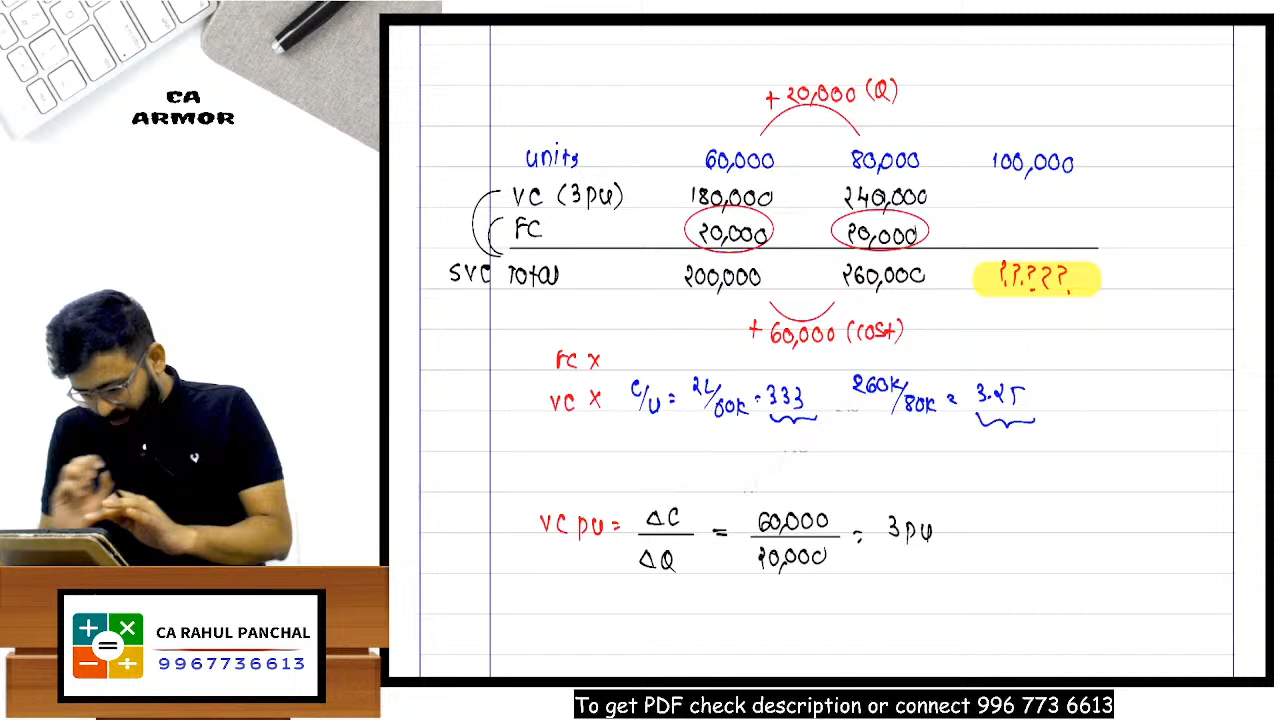 CA
ARMOR
+20,000 (Q)
units 60,000 80,000 100,000
VC (3PU) 180,000 240,000
FC 20,000 20,000
SVC Total 200,000 260,000 ?????
+60,000 (cost)
FC x
VC x C/U = 2L/60K = 333 260K/80K = 3.25
VC PU = ΔC/ΔQ = 60,000/20,000 = 3 PU
CA RAHUL PANCHAL
9967736613
To get PDF check description or connect 996 773 6613